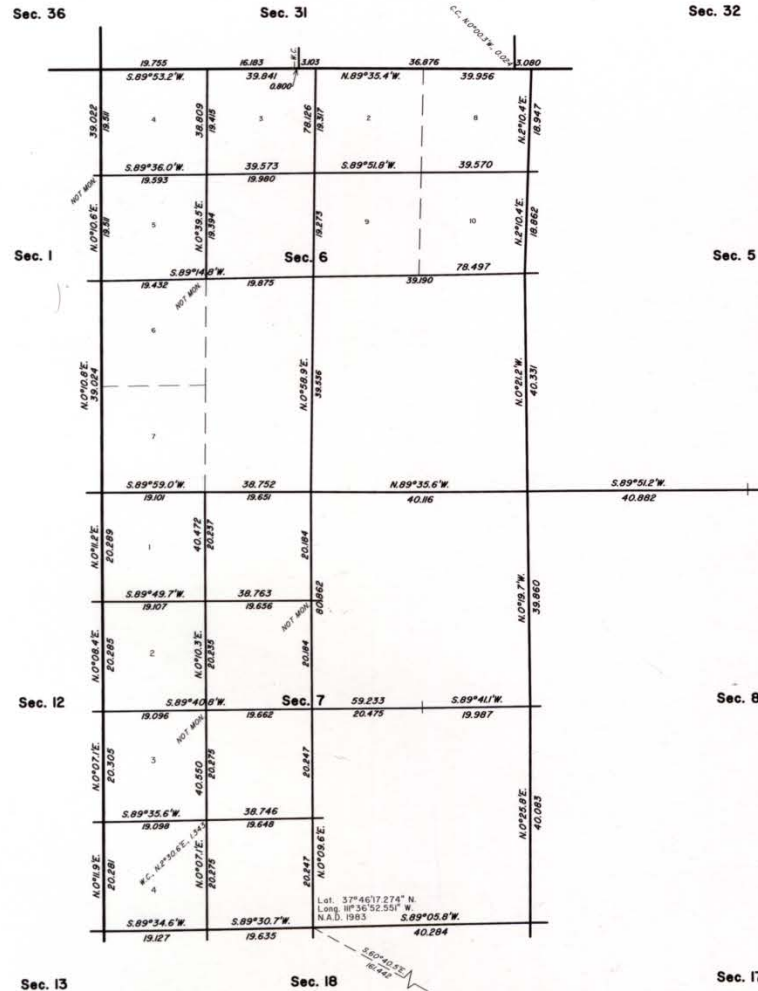 Sec. 36
Sec. 31
Sec. 32
C.C., N.0°00.3'W., 0.024
W.C.
19.755
16.183
3.103
36.876
3.080
S.89°53.2'W.
39.841
N.89°35.4'W.
39.956
0.800
39.022
19.511
4
38.809
19.415
3
78.126
19.317
2
8
N.2°10.4'E.
18.947
S.89°36.0'W.
39.573
S.89°51.8'W.
39.570
19.593
19.980
NOT MON.
N.0°10.6'E.
19.511
5
N.0°39.5'E.
19.394
19.273
9
10
N.2°10.4'E.
18.862
Sec. 1
Sec. 6
Sec. 5
S.89°14.8'W.
78.497
19.432
19.875
39.190
NOT MON.
6
N.0°10.8'E.
39.024
N.0°58.9'E.
39.536
N.0°21.2'W.
40.331
7
S.89°59.0'W.
38.752
N.89°35.6'W.
S.89°51.2'W.
19.101
19.651
40.116
40.882
N.0°11.2'E.
20.289
1
40.472
20.237
20.184
S.89°49.7'W.
38.763
80.862
N.0°19.7'W.
39.860
19.107
19.656
NOT MON.
N.0°08.4'E.
20.285
2
N.0°10.3'E.
20.235
20.184
Sec. 12
S.89°40.8'W.
Sec. 7
59.233
S.89°41.1'W.
Sec. 8
19.096
19.662
20.475
19.987
NOT MON.
N.0°07.1'E.
20.305
3
40.550
20.275
20.247
S.89°35.6'W.
38.746
N.0°25.8'E.
40.083
19.098
19.648
W.C., N.2°30.6'E., 1.343
N.0°11.9'E.
20.281
4
N.0°07.1'E.
20.275
20.247
N.0°09.6'E.
Lat. 37°46'17.274" N.
Long. 111°36'52.551" W.
N.A.D. 1983
S.89°34.6'W.
S.89°30.7'W.
S.89°05.8'W.
19.127
19.635
40.284
S.60°40.5'E.
161.442
Sec. 13
Sec. 18
Sec. 17